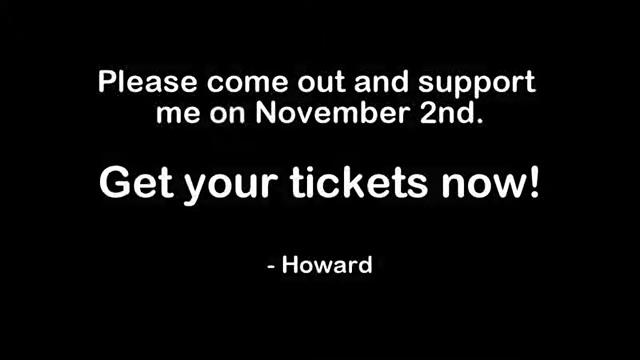 Please come out and support
me on November 2nd.
Get your tickets now!
- Howard